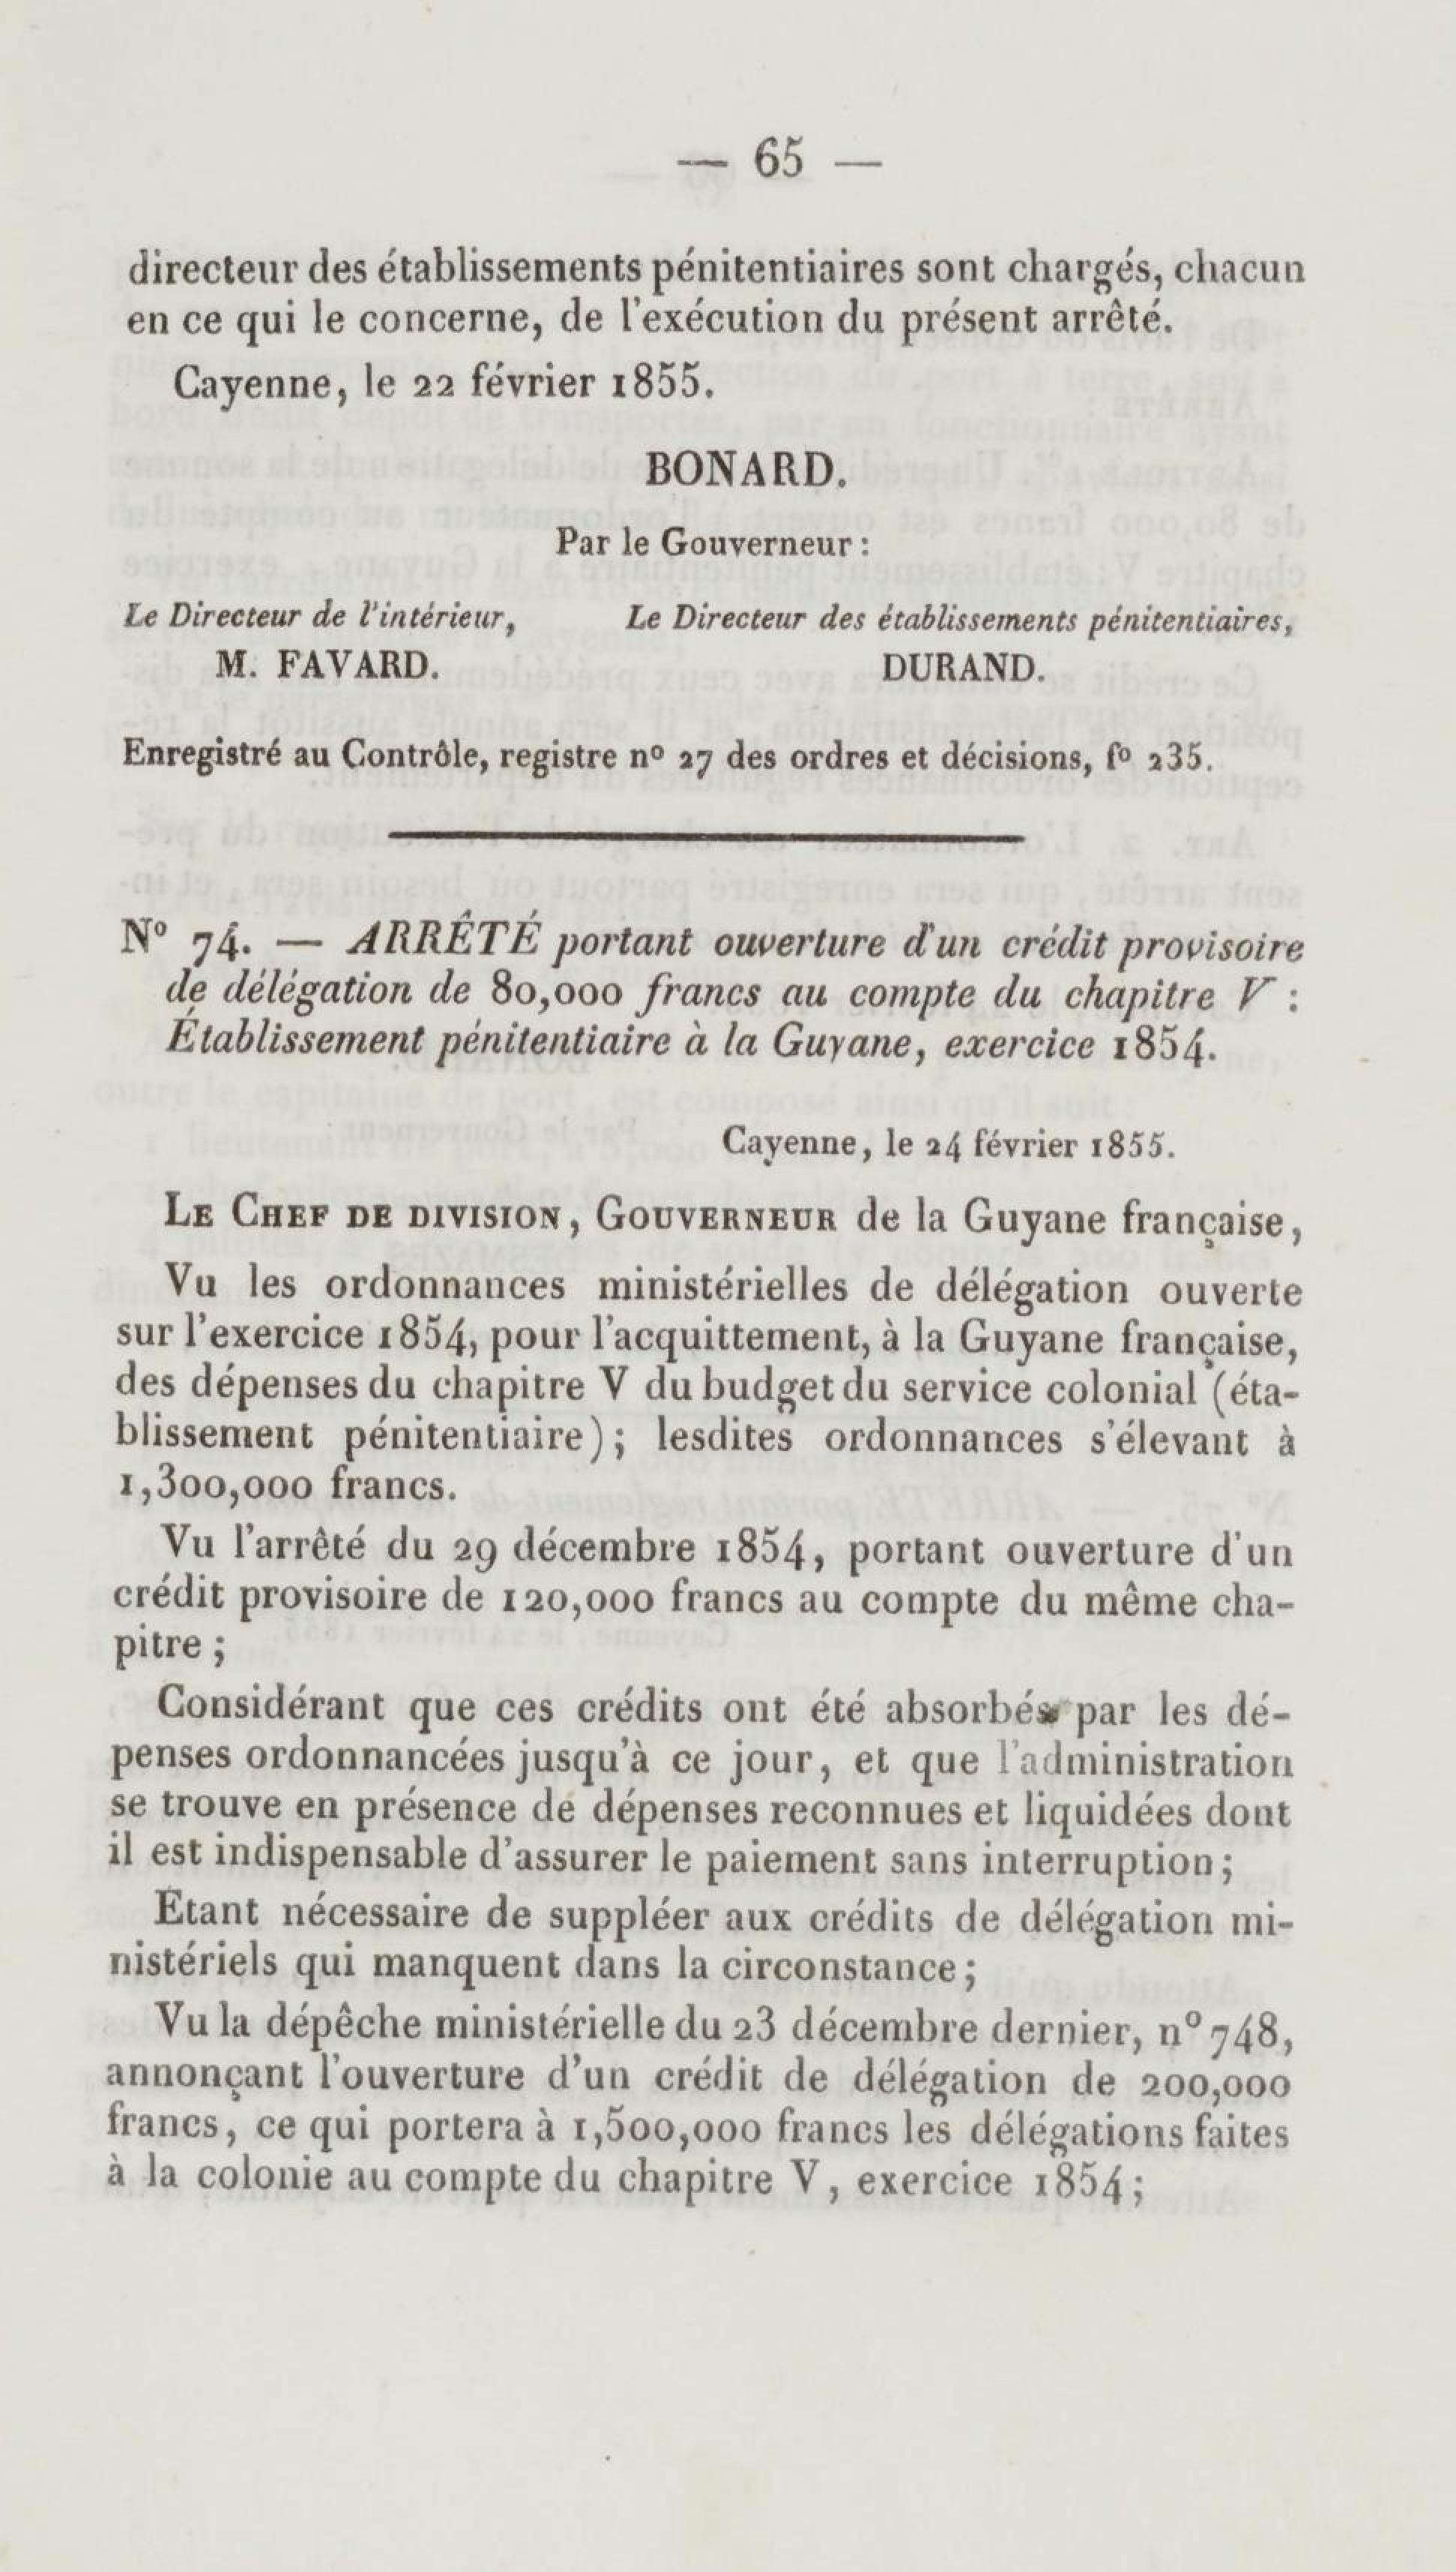 — 65 —
directeur des établissements pénitentiaires sont chargés, chacun
en ce qui le concerne, de l'exécution du présent arrêté.
Cayenne, le 22 février 1855.
BONARD.
Par le Gouverneur :
Le Directeur de l'intérieur, Le Directeur des établissements pénitentiaires,
M. FAVARD. DURAND.
Enregistré au Contrôle, registre nº 27 des ordres et décisions, fº 235.
Nº 74. — ARRÊTÉ portant ouverture d'un crédit provisoire
de délégation de 80,000 francs au compte du chapitre V :
Établissement pénitentiaire à la Guyane, exercice 1854.
Cayenne, le 24 février 1855.
LE CHEF DE DIVISION, GOUVERNEUR de la Guyane française,
Vu les ordonnances ministérielles de délégation ouverte
sur l'exercice 1854, pour l'acquittement, à la Guyane française,
des dépenses du chapitre V du budget du service colonial (éta-
blissement pénitentiaire); lesdites ordonnances s'élevant à
1,300,000 francs.
Vu l'arrêté du 29 décembre 1854, portant ouverture d'un
crédit provisoire de 120,000 francs au compte du même cha-
pitre ;
Considérant que ces crédits ont été absorbés par les dé-
penses ordonnancées jusqu'à ce jour, et que l'administration
se trouve en présence de dépenses reconnues et liquidées dont
il est indispensable d'assurer le paiement sans interruption;
Étant nécessaire de suppléer aux crédits de délégation mi-
nistériels qui manquent dans la circonstance;
Vu la dépêche ministérielle du 23 décembre dernier, nº 748,
annonçant l'ouverture d'un crédit de délégation de 200,000
francs, ce qui portera à 1,500,000 francs les délégations faites
à la colonie au compte du chapitre V, exercice 1854;